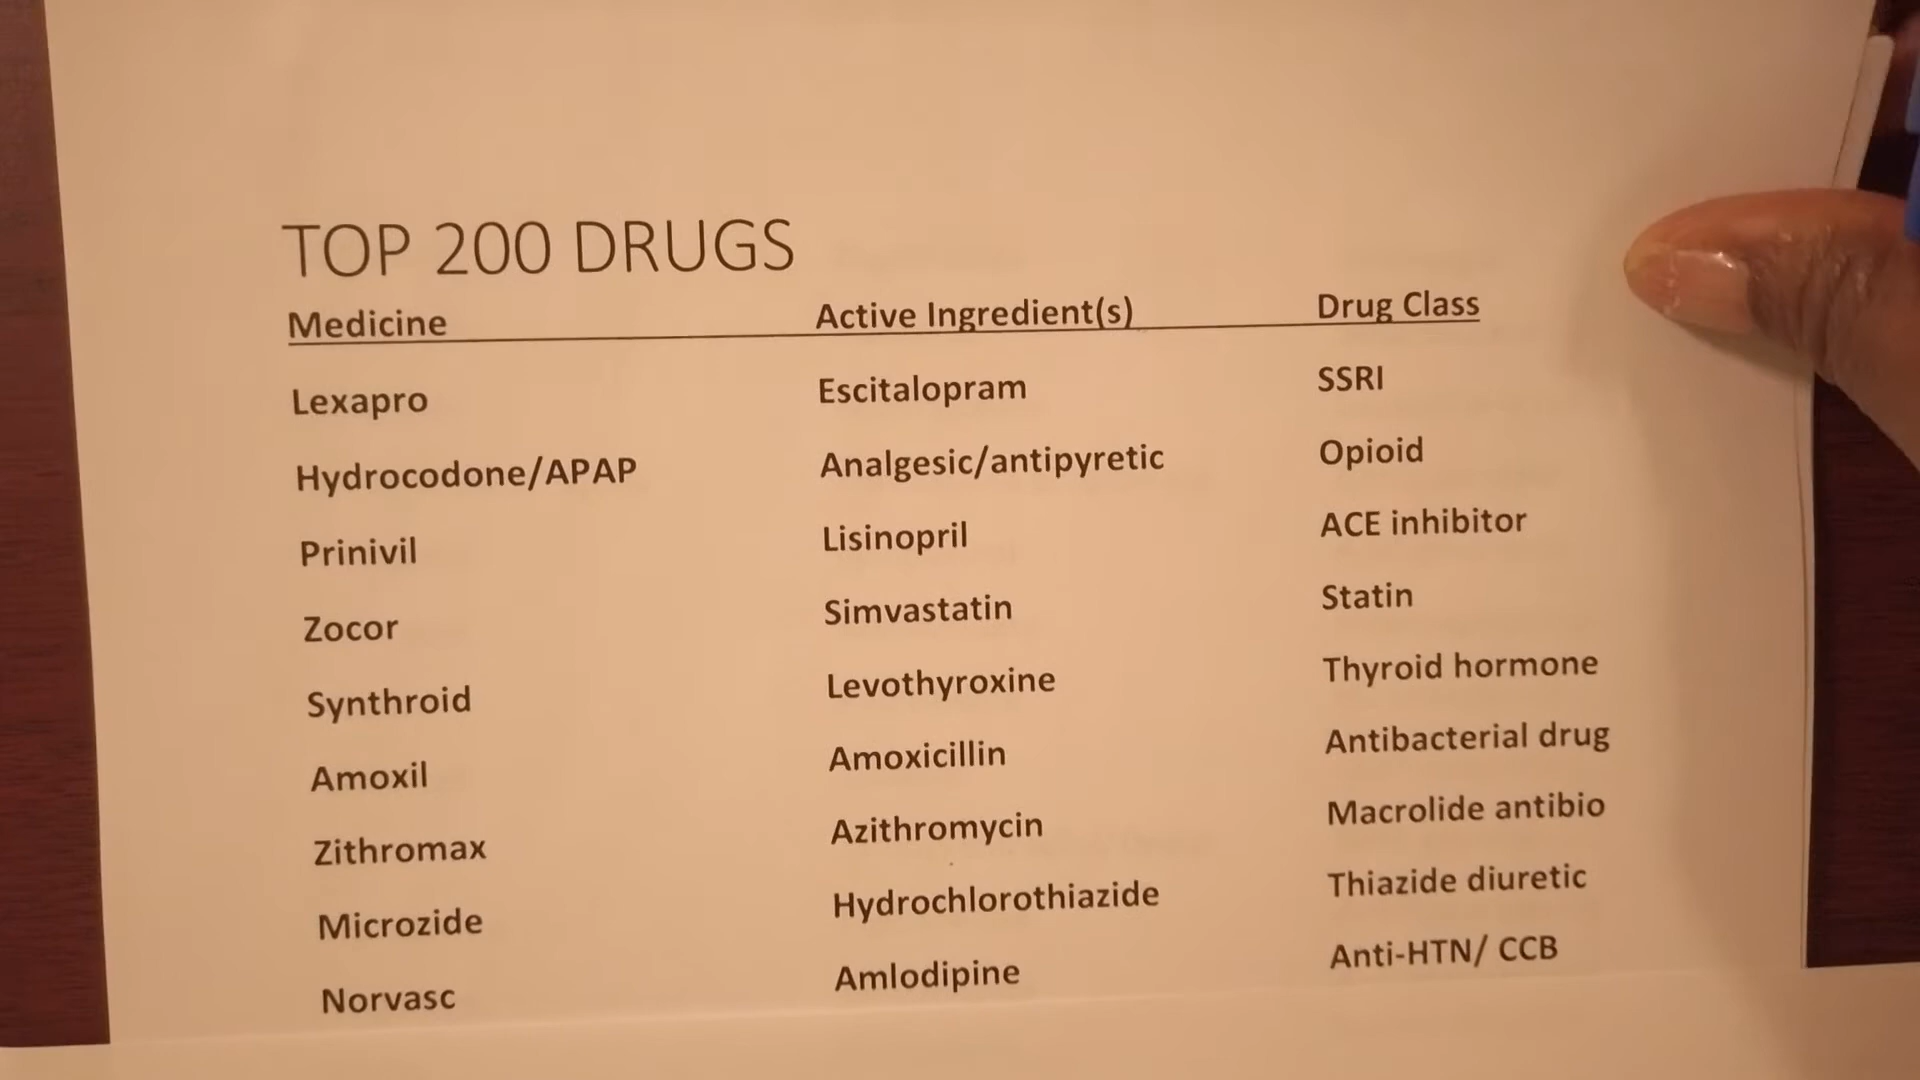 TOP 200 DRUGS
Medicine Active Ingredient(s) Drug Class
Lexapro Escitalopram SSRI
Hydrocodone/APAP Analgesic/antipyretic Opioid
Prinivil Lisinopril ACE inhibitor
Zocor Simvastatin Statin
Synthroid Levothyroxine Thyroid hormone
Amoxil Amoxicillin Antibacterial drug
Zithromax Azithromycin Macrolide antibio
Microzide Hydrochlorothiazide Thiazide diuretic
Norvasc Amlodipine Anti-HTN/ CCB